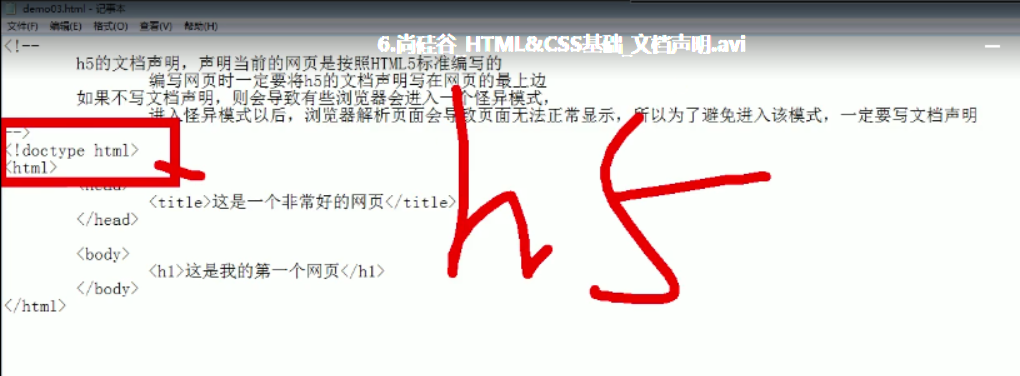 demo03.html - 记事本
文件(F) 编辑(E) 格式(O) 查看(V) 帮助(H)
6.尚硅谷_HTML&CSS基础_文档声明.avi
<!--
h5的文档声明，声明当前的网页是按照HTML5标准编写的
编写网页时一定要将h5的文档声明写在网页的最上边
如果不写文档声明，则会导致有些浏览器会进入一个怪异模式，
进入怪异模式以后，浏览器解析页面会导致页面无法正常显示，所以为了避免进入该模式，一定要写文档声明
-->
<!doctype html>
<html>
<head>
<title>这是一个非常好的网页</title>
</head>
<body>
<h1>这是我的第一个网页</h1>
</body>
</html>
h5